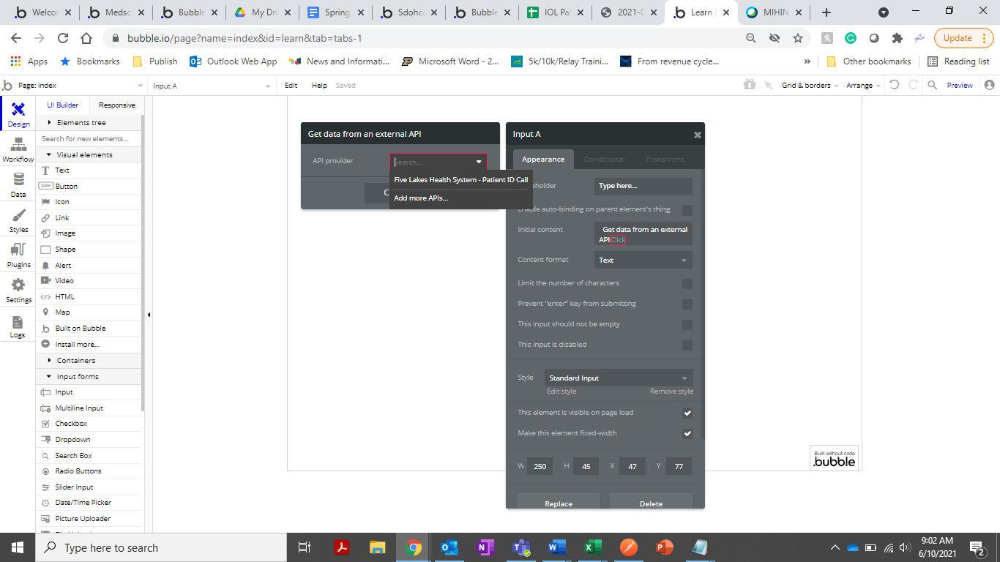 Welcon
Medsc
Bubble
My Dri
Spring
Sdohc
Bubble
IOL Pat
2021-0
Learn |
MIHIN
bubble.io/page?name=index&id=learn&tab=tabs-1
Update
Apps
Bookmarks
Publish
Outlook Web App
News and Informati...
Microsoft Word - 2...
5k/10k/Relay Traini...
From revenue cycle...
»
Other bookmarks
Reading list
Page: index
Input A
Edit
Help
Saved
Grid & borders
Arrange
Preview
Design
Workflow
Data
Styles
Plugins
Settings
Logs
UI Builder
Responsive
Elements tree
Search for new elements...
Visual elements
Text
CLICK Button
Icon
Link
Image
Shape
Alert
Video
HTML
Map
Built on Bubble
Install more...
Containers
Input forms
Input
Multiline Input
Checkbox
Dropdown
Search Box
Radio Buttons
Slider Input
Date/Time Picker
Picture Uploader
Get data from an external API
API provider
Search...
Five Lakes Health System - Patient ID Call
Add more APIs...
C
Input A
Appearance
Conditional
Transitions
eholder
Type here...
Enable auto-binding on parent element's thing
Initial content
Get data from an external
APIClick
Content format
Text
Limit the number of characters
Prevent "enter" key from submitting
This input should not be empty
This input is disabled
Style
Standard Input
Edit style
Remove style
This element is visible on page load
Make this element fixed-width
W 250 H 45 X 47 Y 77
Replace
Delete
Built without code
.bubble
Type here to search
9:02 AM
6/10/2021
2